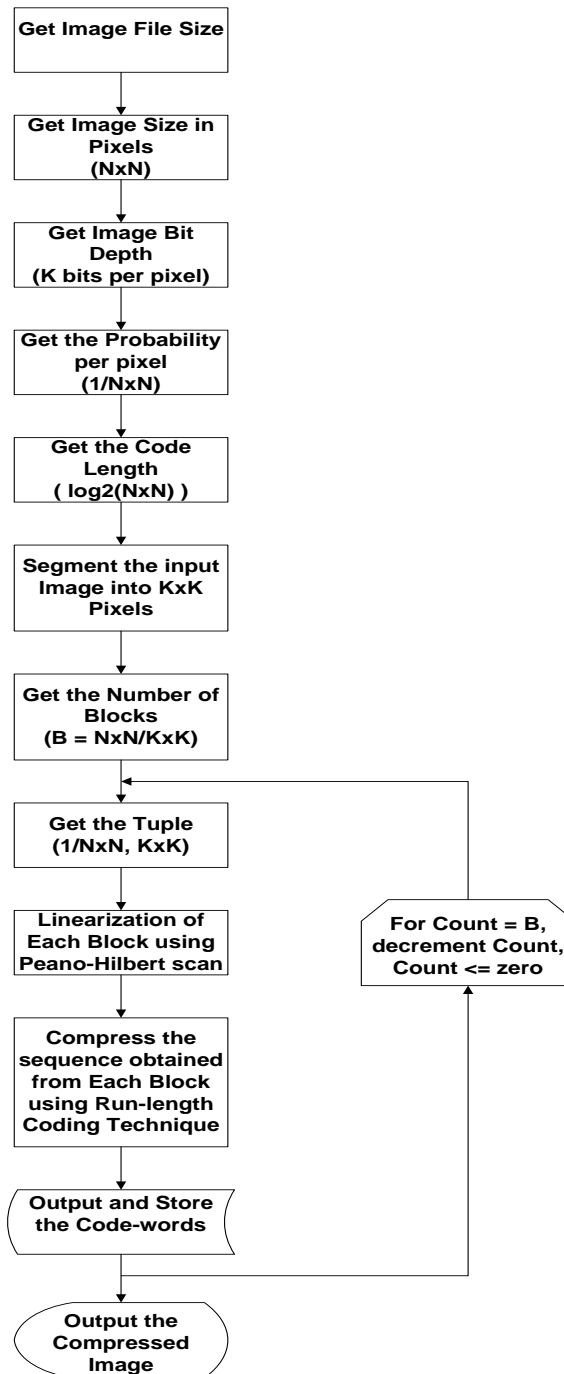 Get Image File Size
Get Image Size in
Pixels
(NxN)
Get Image Bit
Depth
(K bits per pixel)
Get the Probability
per pixel
(1/NxN)
Get the Code
Length
( log2(NxN) )
Segment the input
Image into KxK
Pixels
Get the Number of
Blocks
(B = NxN/KxK)
Get the Tuple
(1/NxN, KxK)
Linearization of
Each Block using
Peano-Hilbert scan
For Count = B,
decrement Count,
Count <= zero
Compress the
sequence obtained
from Each Block
using Run-length
Coding Technique
Output and Store
the Code-words
Output the
Compressed
Image